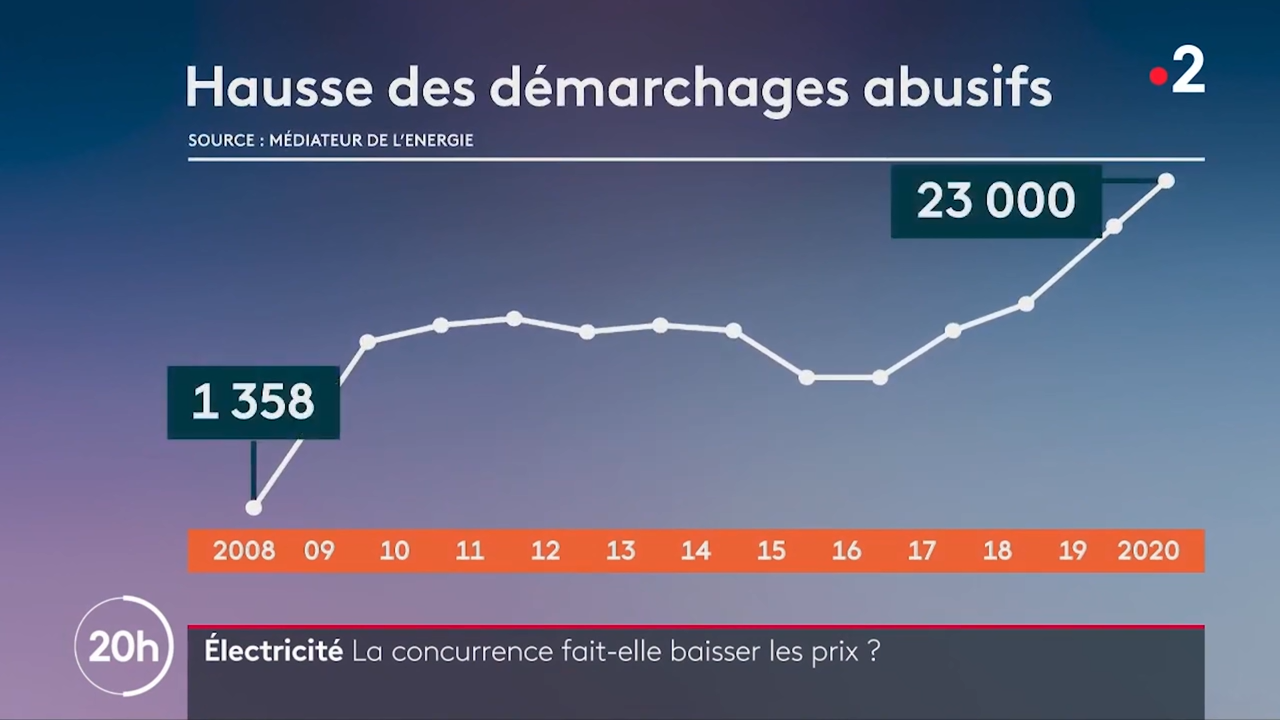 Hausse des démarchages abusifs
2
SOURCE : MÉDIATEUR DE L'ENERGIE
23 000
1 358
2008 09 10 11 12 13 14 15 16 17 18 19 2020
20h
Électricité La concurrence fait-elle baisser les prix ?